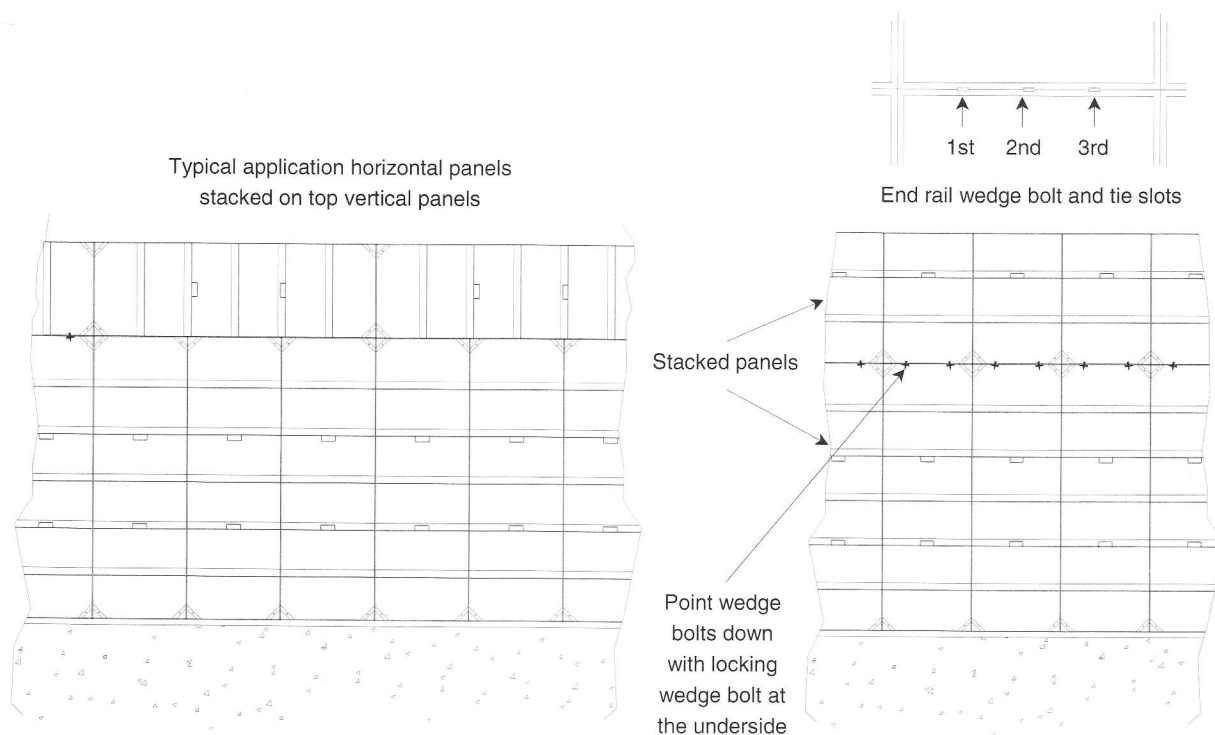 Typical application horizontal panels
stacked on top vertical panels
1st 2nd 3rd
End rail wedge bolt and tie slots
Stacked panels
Point wedge
bolts down
with locking
wedge bolt at
the underside